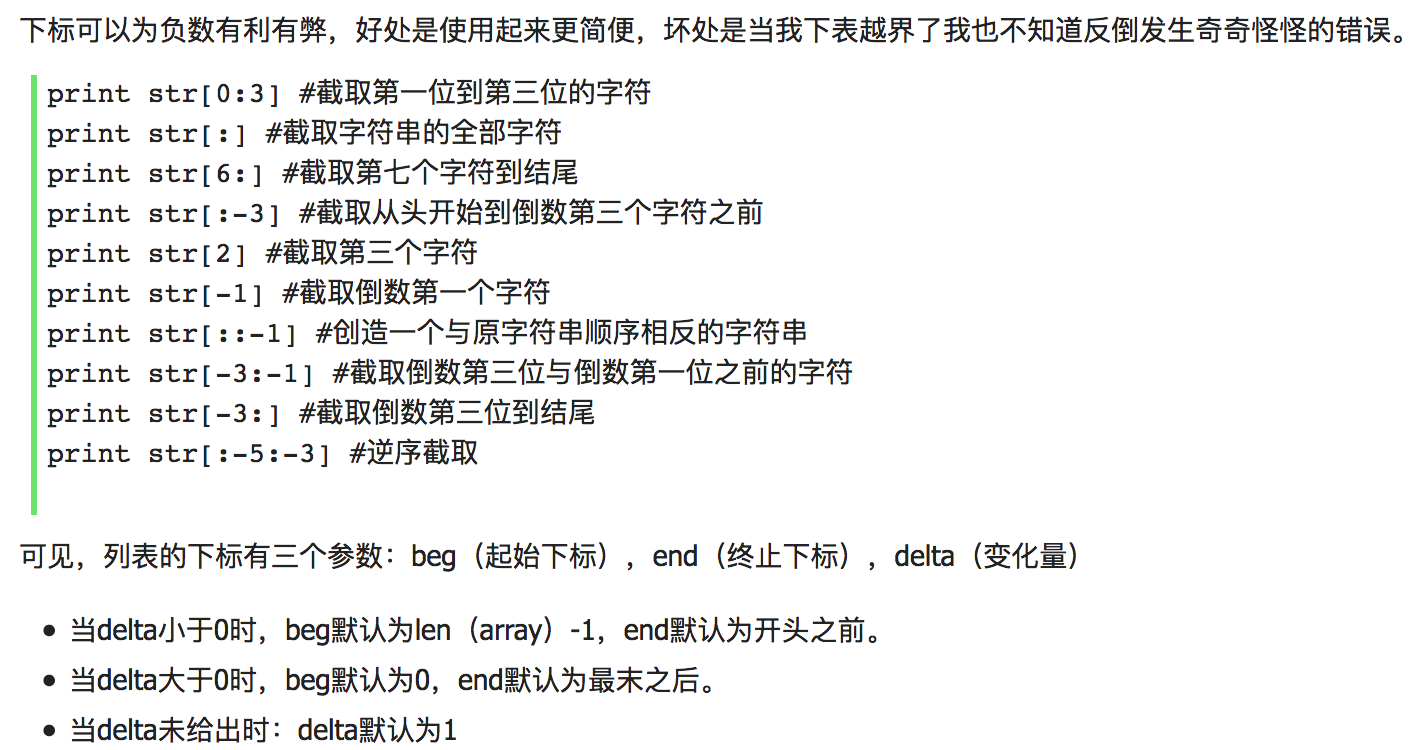 下标可以为负数有利有弊，好处是使用起来更简便，坏处是当我下表越界了我也不知道反倒发生奇奇怪怪的错误。
print str[0:3] #截取第一位到第三位的字符
print str[:] #截取字符串的全部字符
print str[6:] #截取第七个字符到结尾
print str[:-3] #截取从头开始到倒数第三个字符之前
print str[2] #截取第三个字符
print str[-1] #截取倒数第一个字符
print str[::-1] #创造一个与原字符串顺序相反的字符串
print str[-3:-1] #截取倒数第三位与倒数第一位之前的字符
print str[-3:] #截取倒数第三位到结尾
print str[:-5:-3] #逆序截取
可见，列表的下标有三个参数：beg（起始下标），end（终止下标），delta（变化量）
• 当delta小于0时，beg默认为len（array）-1，end默认为开头之前。
• 当delta大于0时，beg默认为0，end默认为最末之后。
• 当delta未给出时：delta默认为1